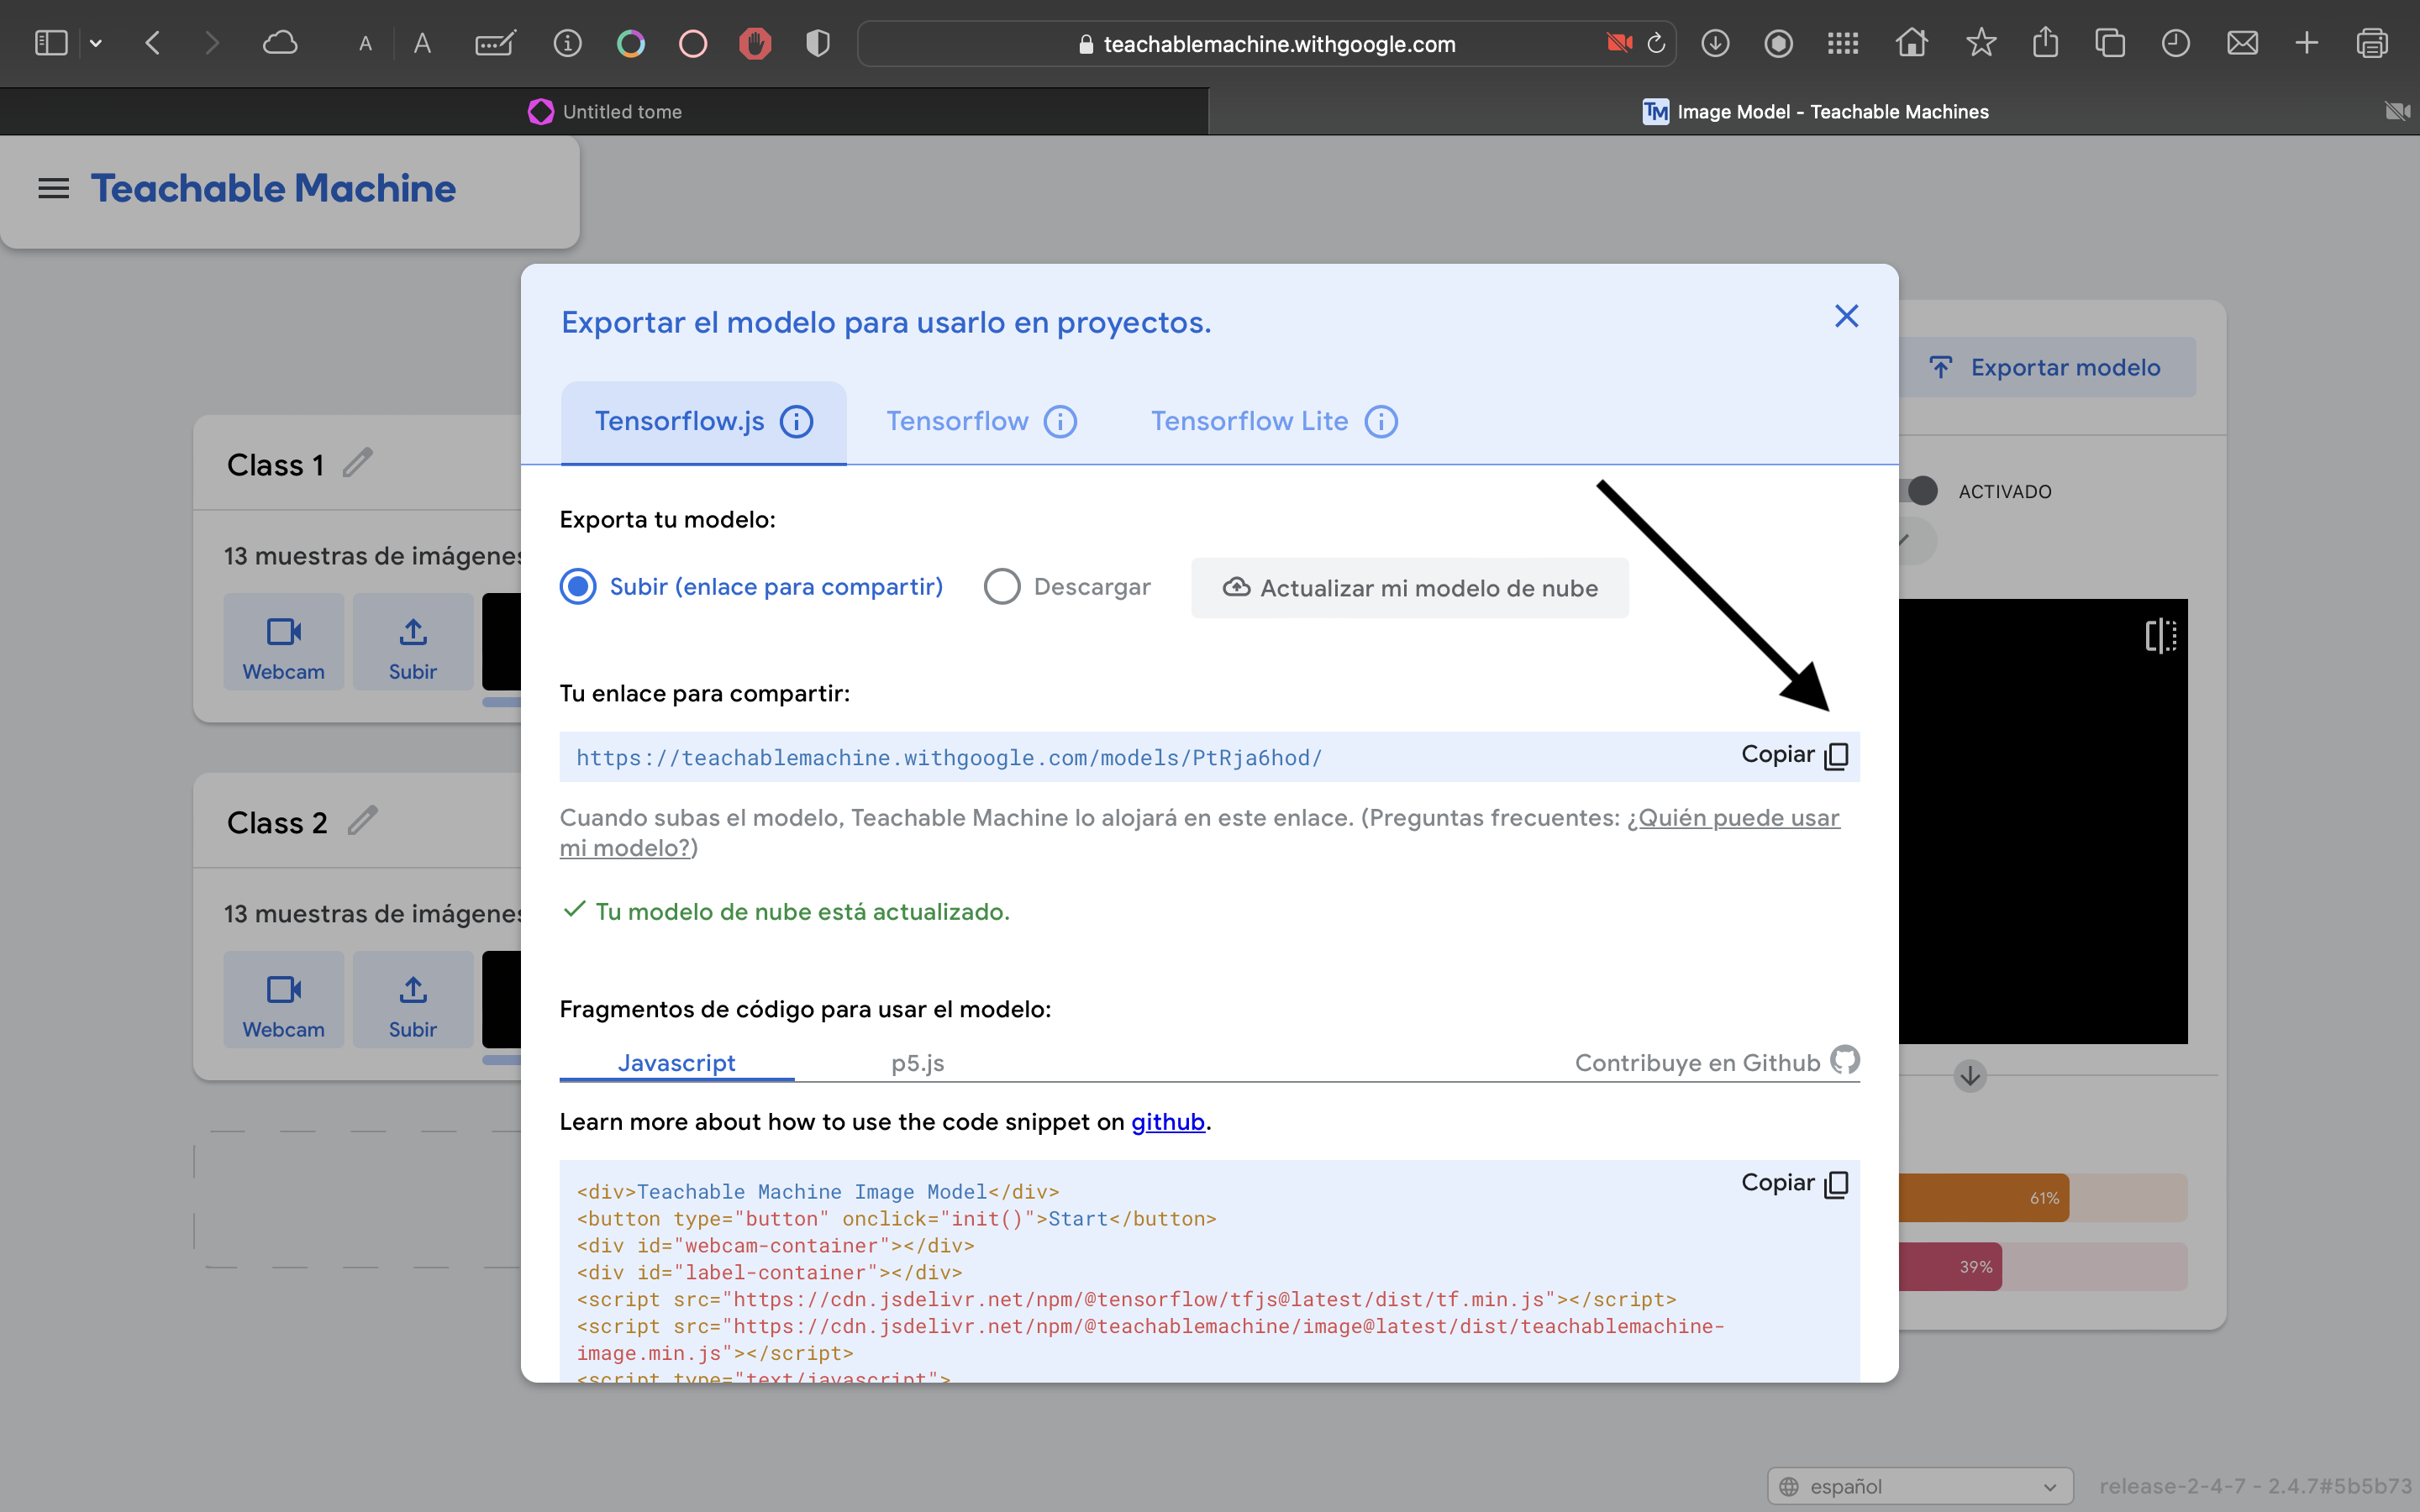 A A teachablemachine.withgoogle.com
Untitled tome
TM Image Model - Teachable Machines
Teachable Machine
Exportar el modelo para usarlo en proyectos.
Exportar modelo
Tensorflow.js Tensorflow Tensorflow Lite
Class 1
ACTIVADO
Exporta tu modelo:
13 muestras de imágenes
Subir (enlace para compartir) Descargar Actualizar mi modelo de nube
Webcam Subir
Tu enlace para compartir:
https://teachablemachine.withgoogle.com/models/PtRja6hod/ Copiar
Cuando subas el modelo, Teachable Machine lo alojará en este enlace. (Preguntas frecuentes: ¿Quién puede usar
mi modelo?)
Class 2
Tu modelo de nube está actualizado.
13 muestras de imágenes
Webcam Subir
Fragmentos de código para usar el modelo:
Javascript p5.js Contribuye en Github
Learn more about how to use the code snippet on github.
Copiar
<div>Teachable Machine Image Model</div>
<button type="button" onclick="init()">Start</button>
<div id="webcam-container"></div>
<div id="label-container"></div>
<script src="https://cdn.jsdelivr.net/npm/@tensorflow/tfjs@latest/dist/tf.min.js"></script>
<script src="https://cdn.jsdelivr.net/npm/@teachablemachine/image@latest/dist/teachablemachine-
image.min.js"></script>
<script type="text/javascript">
61%
39%
español
release-2-4-7 - 2.4.7#5b5b73